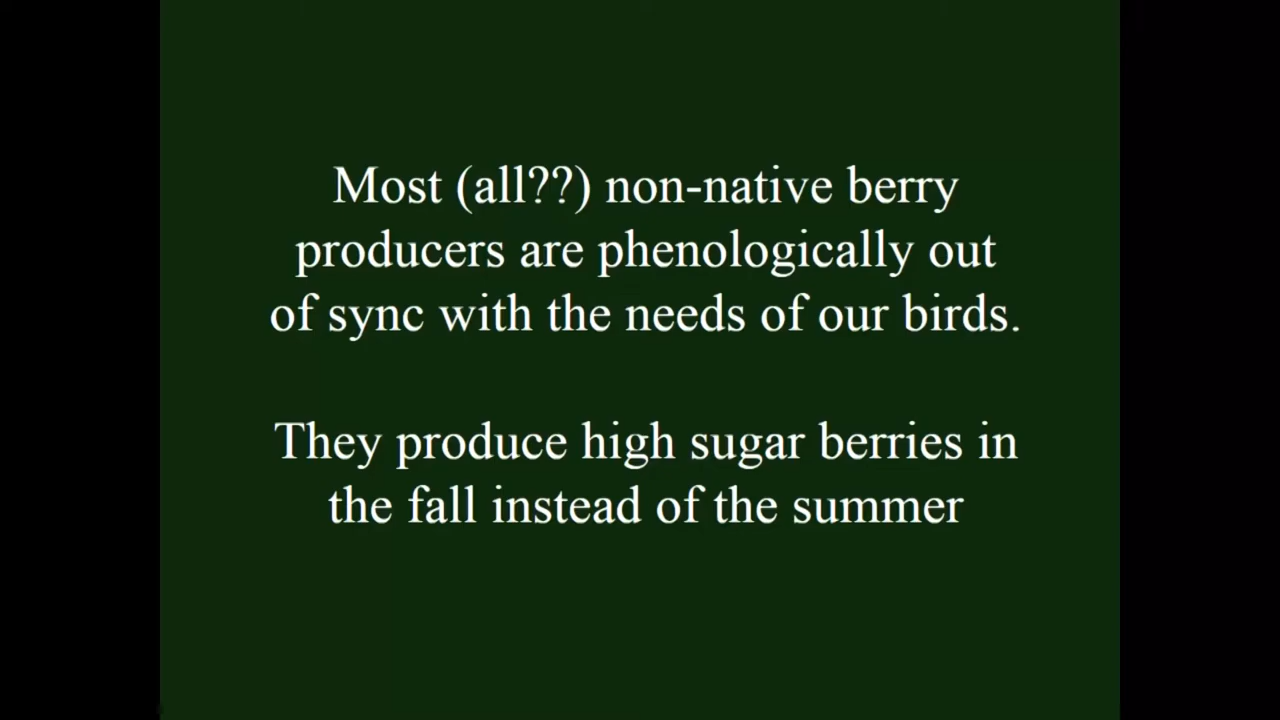 Most (all??) non-native berry
producers are phenologically out
of sync with the needs of our birds.
They produce high sugar berries in
the fall instead of the summer